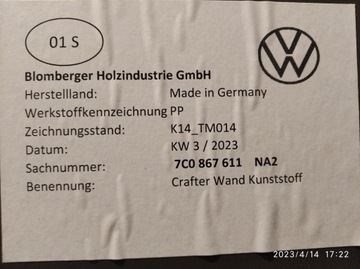 01 S
Blomberger Holzindustrie GmbH
Herstellland: Made in Germany
Werkstoffkennzeichnung PP
Zeichnungsstand: K14_TM014
Datum: KW 3 / 2023
Sachnummer: 7C0 867 611 NA2
Benennung: Crafter Wand Kunststoff
2023/4/14 17:22